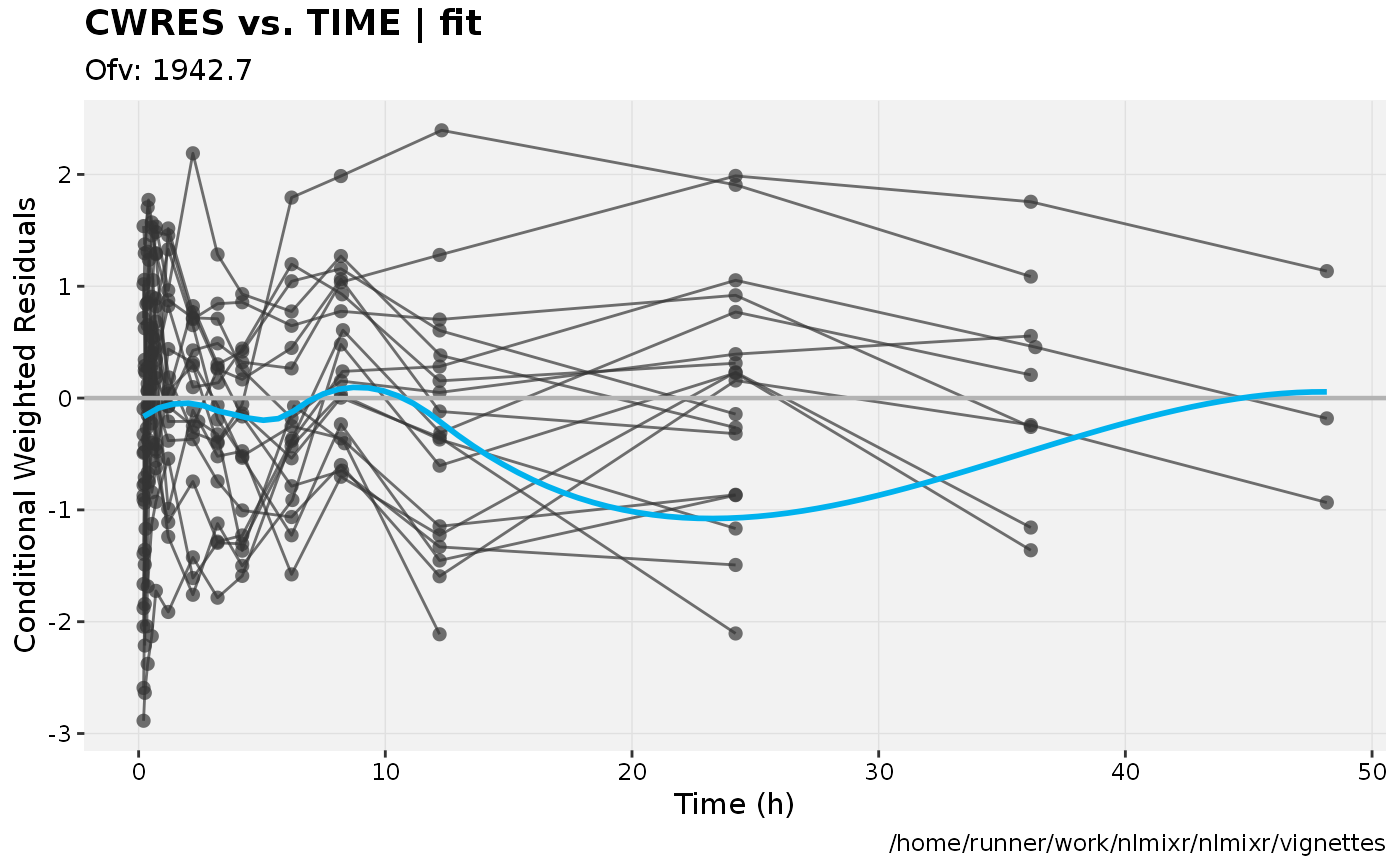 CWRES vs. TIME | fit
Ofv: 1942.7
Conditional Weighted Residuals
2
1
0
-1
-2
-3
0 10 20 30 40 50
Time (h)
/home/runner/work/nlmixr/nlmixr/vignettes